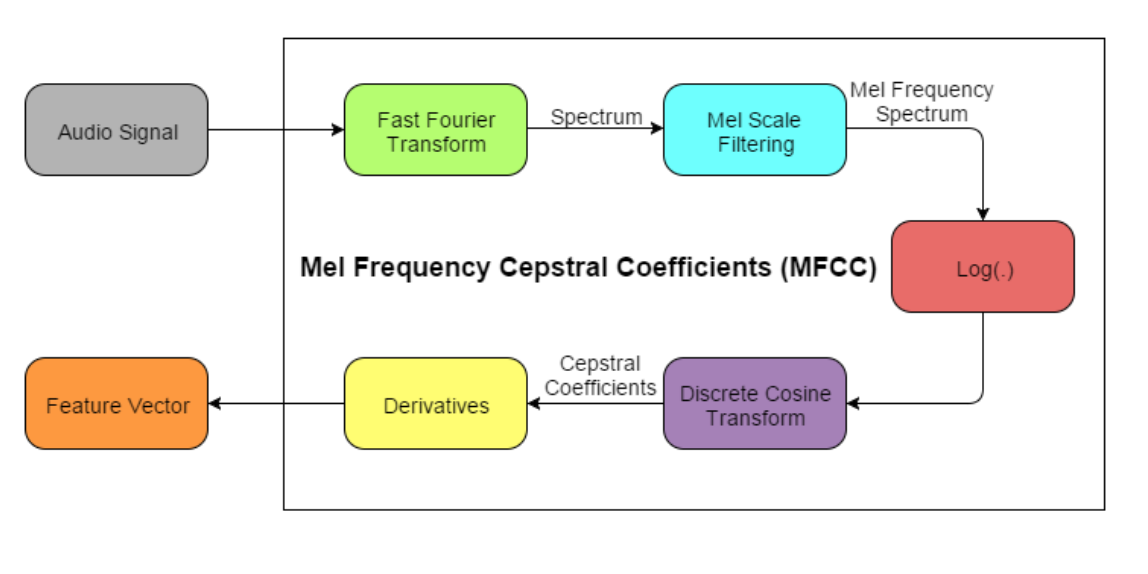 Audio Signal
Fast Fourier
Transform
Spectrum
Mel Scale
Filtering
Mel Frequency
Spectrum
Log(.)
Mel Frequency Cepstral Coefficients (MFCC)
Discrete Cosine
Transform
Cepstral
Coefficients
Derivatives
Feature Vector